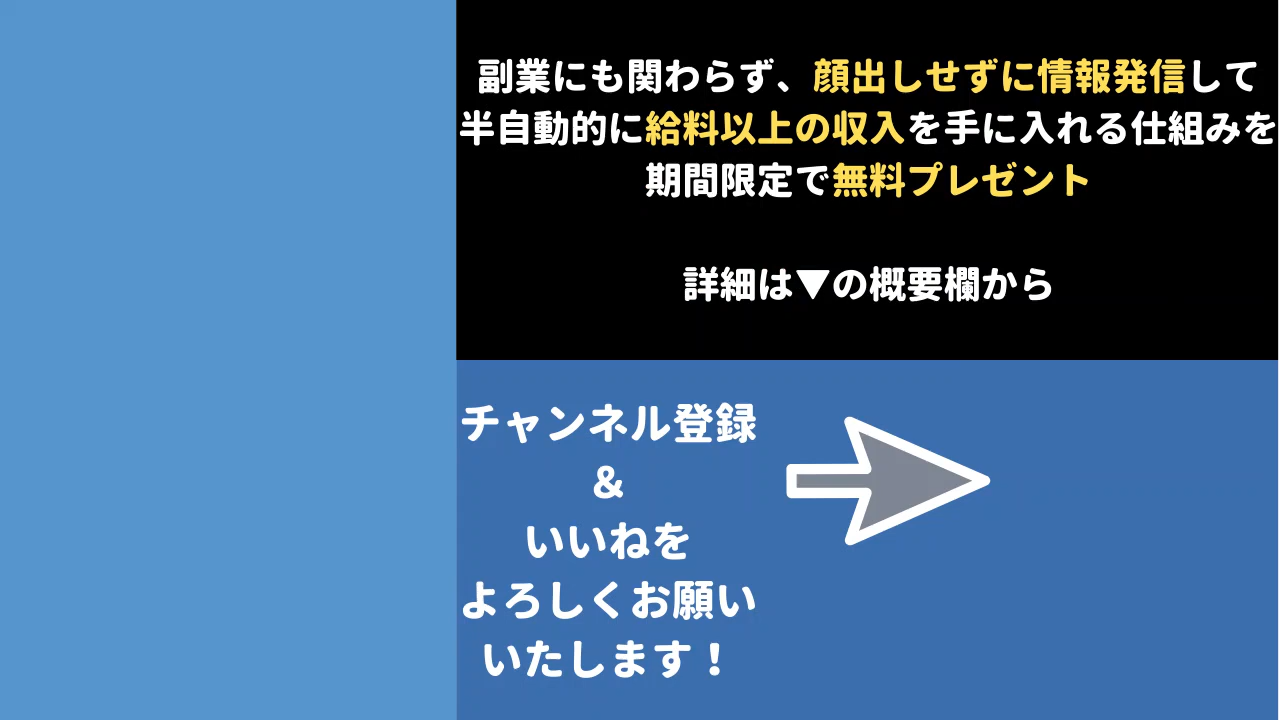 副業にも関わらず、顔出しせずに情報発信して
半自動的に給料以上の収入を手に入れる仕組みを
期間限定で無料プレゼント
詳細は▼の概要欄から
チャンネル登録
&
いいねを
よろしくお願い
いたします！